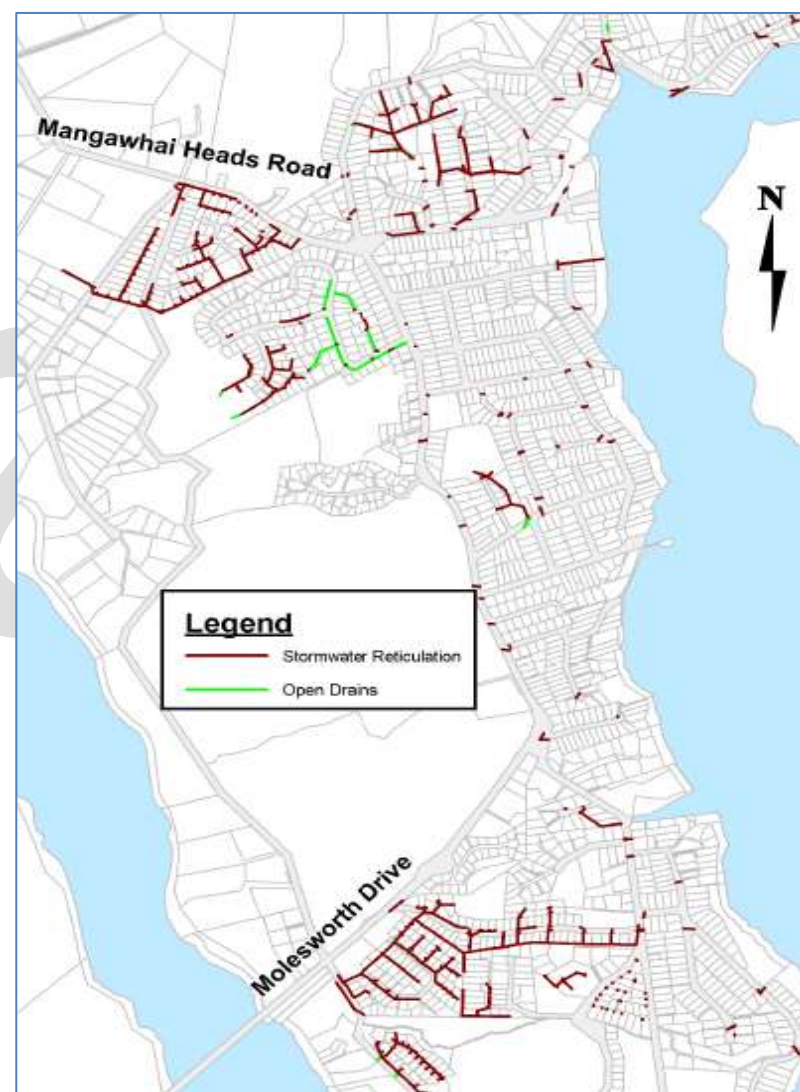 Mangawhai Heads Road
N
Legend
Stormwater Reticulation
Open Drains
Molesworth Drive